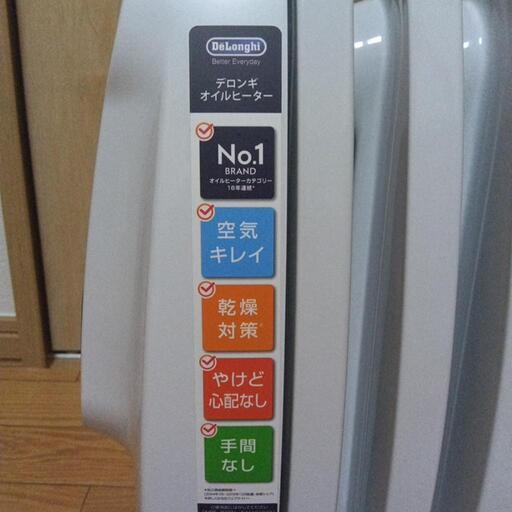 DeLonghi
Better Everyday
デロンギ
オイルヒーター
No.1
BRAND
オイルヒーターカテゴリー
18年連続*
空気
キレイ
乾燥
対策
やけど
心配なし
手間
なし